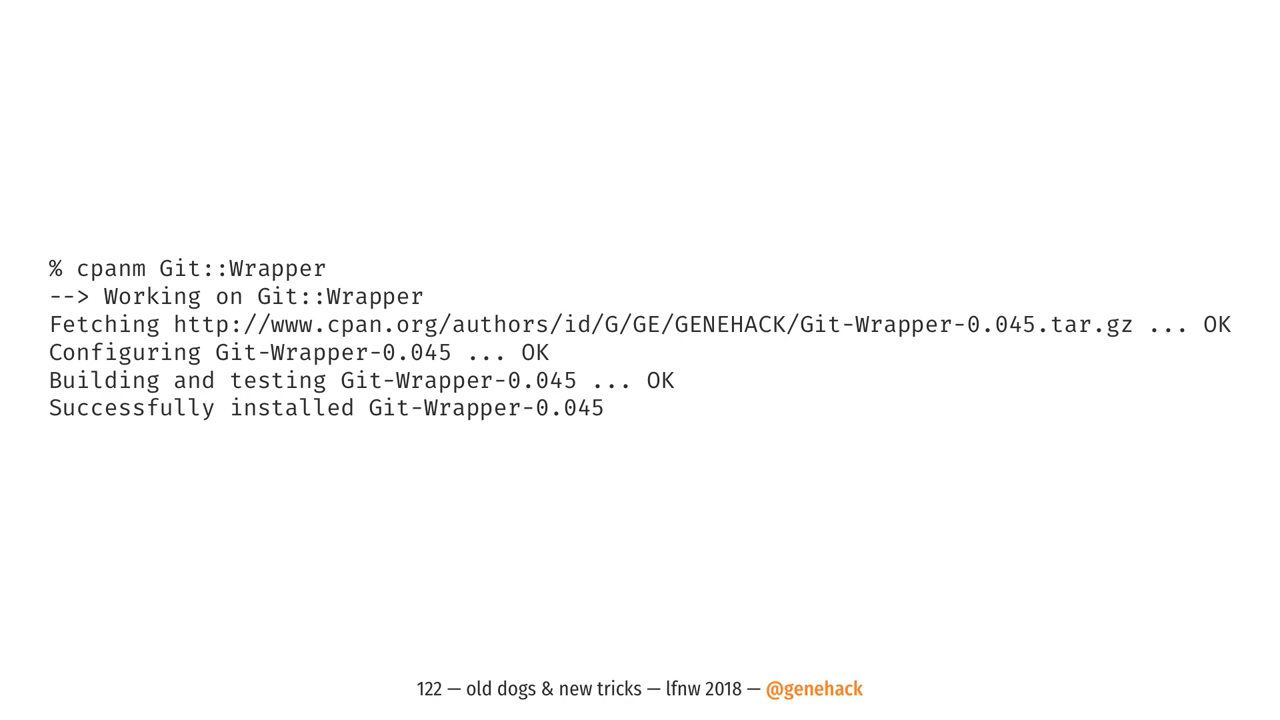 % cpanm Git::Wrapper
--> Working on Git::Wrapper
Fetching http://www.cpan.org/authors/id/G/GE/GENEHACK/Git-Wrapper-0.045.tar.gz ... OK
Configuring Git-Wrapper-0.045 ... OK
Building and testing Git-Wrapper-0.045 ... OK
Successfully installed Git-Wrapper-0.045
122 — old dogs & new tricks — lfnw 2018 — @genehack